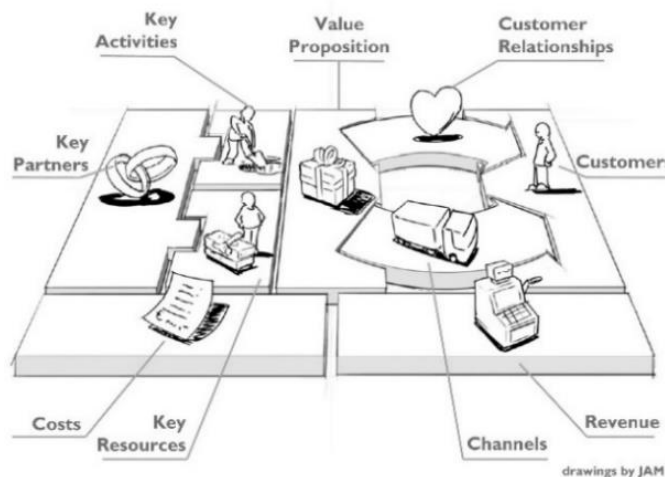 Key
Activities
Value
Proposition
Customer
Relationships
Key
Partners
Customer
Costs
Key
Resources
Channels
Revenue
drawings by JAM